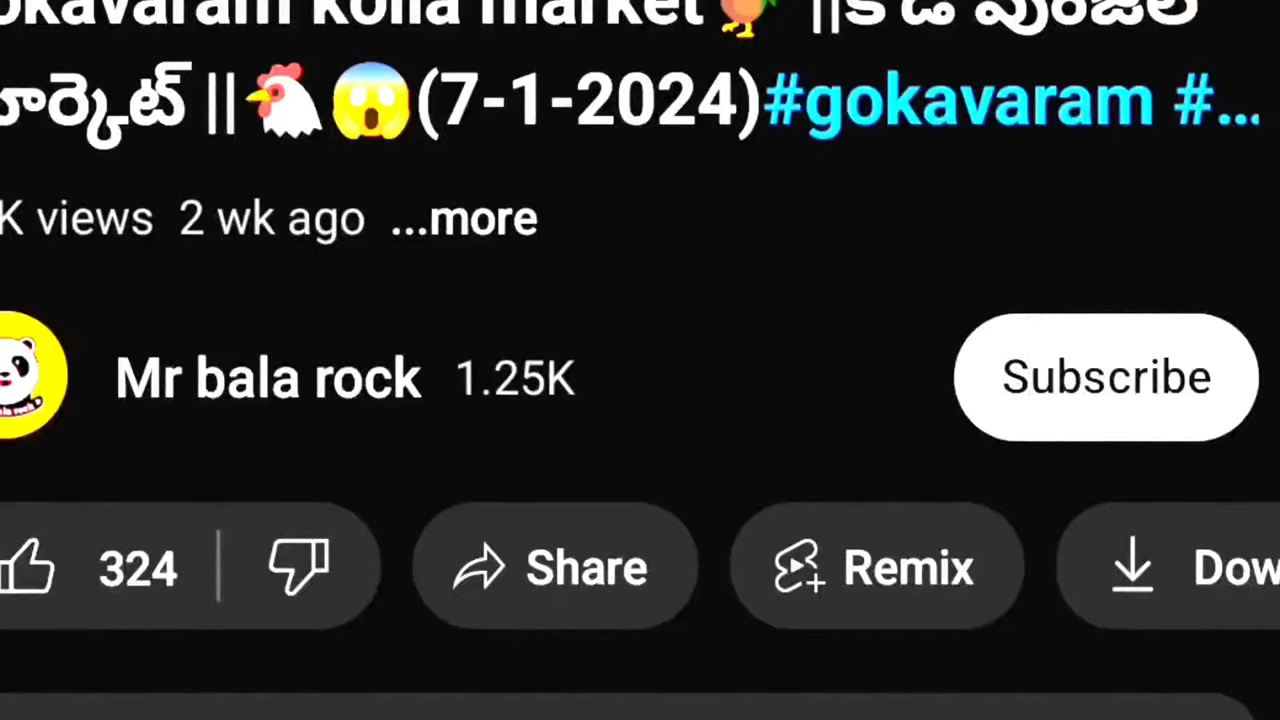 kolla market🐓 ||కోడి పుంజుల
మార్కెట్ ||🐔😱(7-1-2024)#gokavaram #...
K views 2 wk ago ...more
Mr bala rock 1.25K
Subscribe
324
Share
Remix